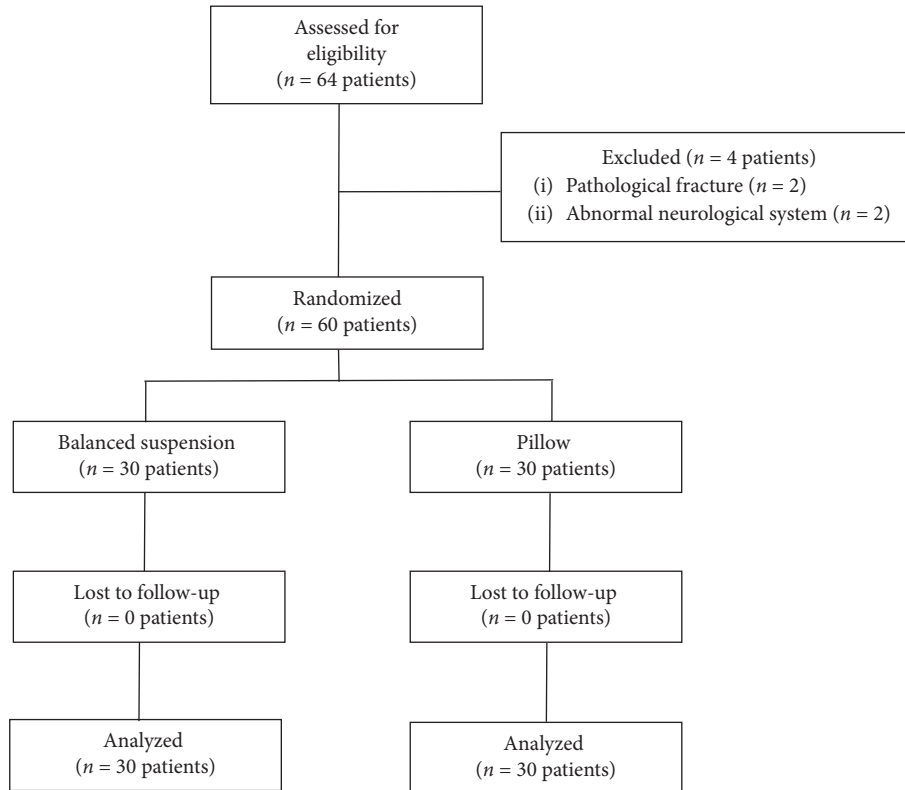 Assessed for
eligibility
(n = 64 patients)
Excluded (n = 4 patients)
(i) Pathological fracture (n = 2)
(ii) Abnormal neurological system (n = 2)
Randomized
(n = 60 patients)
Balanced suspension
(n = 30 patients)
Pillow
(n = 30 patients)
Lost to follow-up
(n = 0 patients)
Lost to follow-up
(n = 0 patients)
Analyzed
(n = 30 patients)
Analyzed
(n = 30 patients)